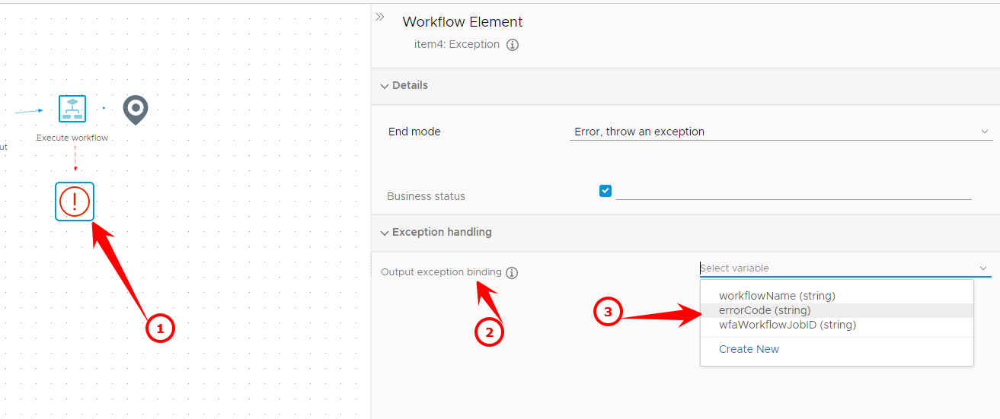 Workflow Element
item4: Exception
Details
End mode
Error, throw an exception
Business status
Exception handling
Output exception binding
Select variable
workflowName (string)
errorCode (string)
wfaWorkflowJobID (string)
Create New
Execute workflow
ut
1
2
3